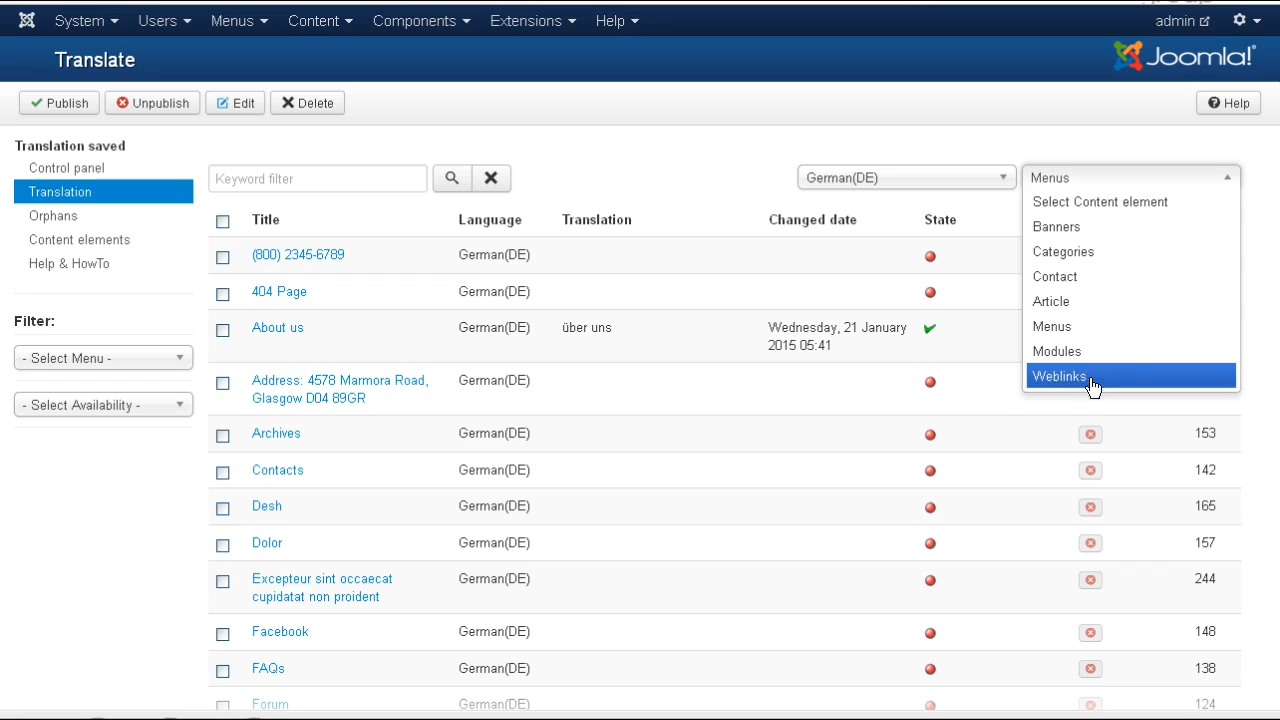 System Users Menus Content Components Extensions Help admin
Translate Joomla!
Publish Unpublish Edit Delete Help
Translation saved
Control panel
Translation
Orphans
Content elements
Help & HowTo
Filter:
- Select Menu -
- Select Availability -
Keyword filter German(DE) Menus
Select Content element
Banners
Categories
Contact
Article
Menus
Modules
Weblinks
Title Language Translation Changed date State
(800) 2345-6789 German(DE)
404 Page German(DE)
About us German(DE) über uns Wednesday, 21 January
2015 05:41
Address: 4578 Marmora Road, German(DE)
Glasgow D04 89GR
Archives German(DE) 153
Contacts German(DE) 142
Desh German(DE) 165
Dolor German(DE) 157
Excepteur sint occaecat German(DE) 244
cupidatat non proident
Facebook German(DE) 148
FAQs German(DE) 138
Forum German(DE) 124